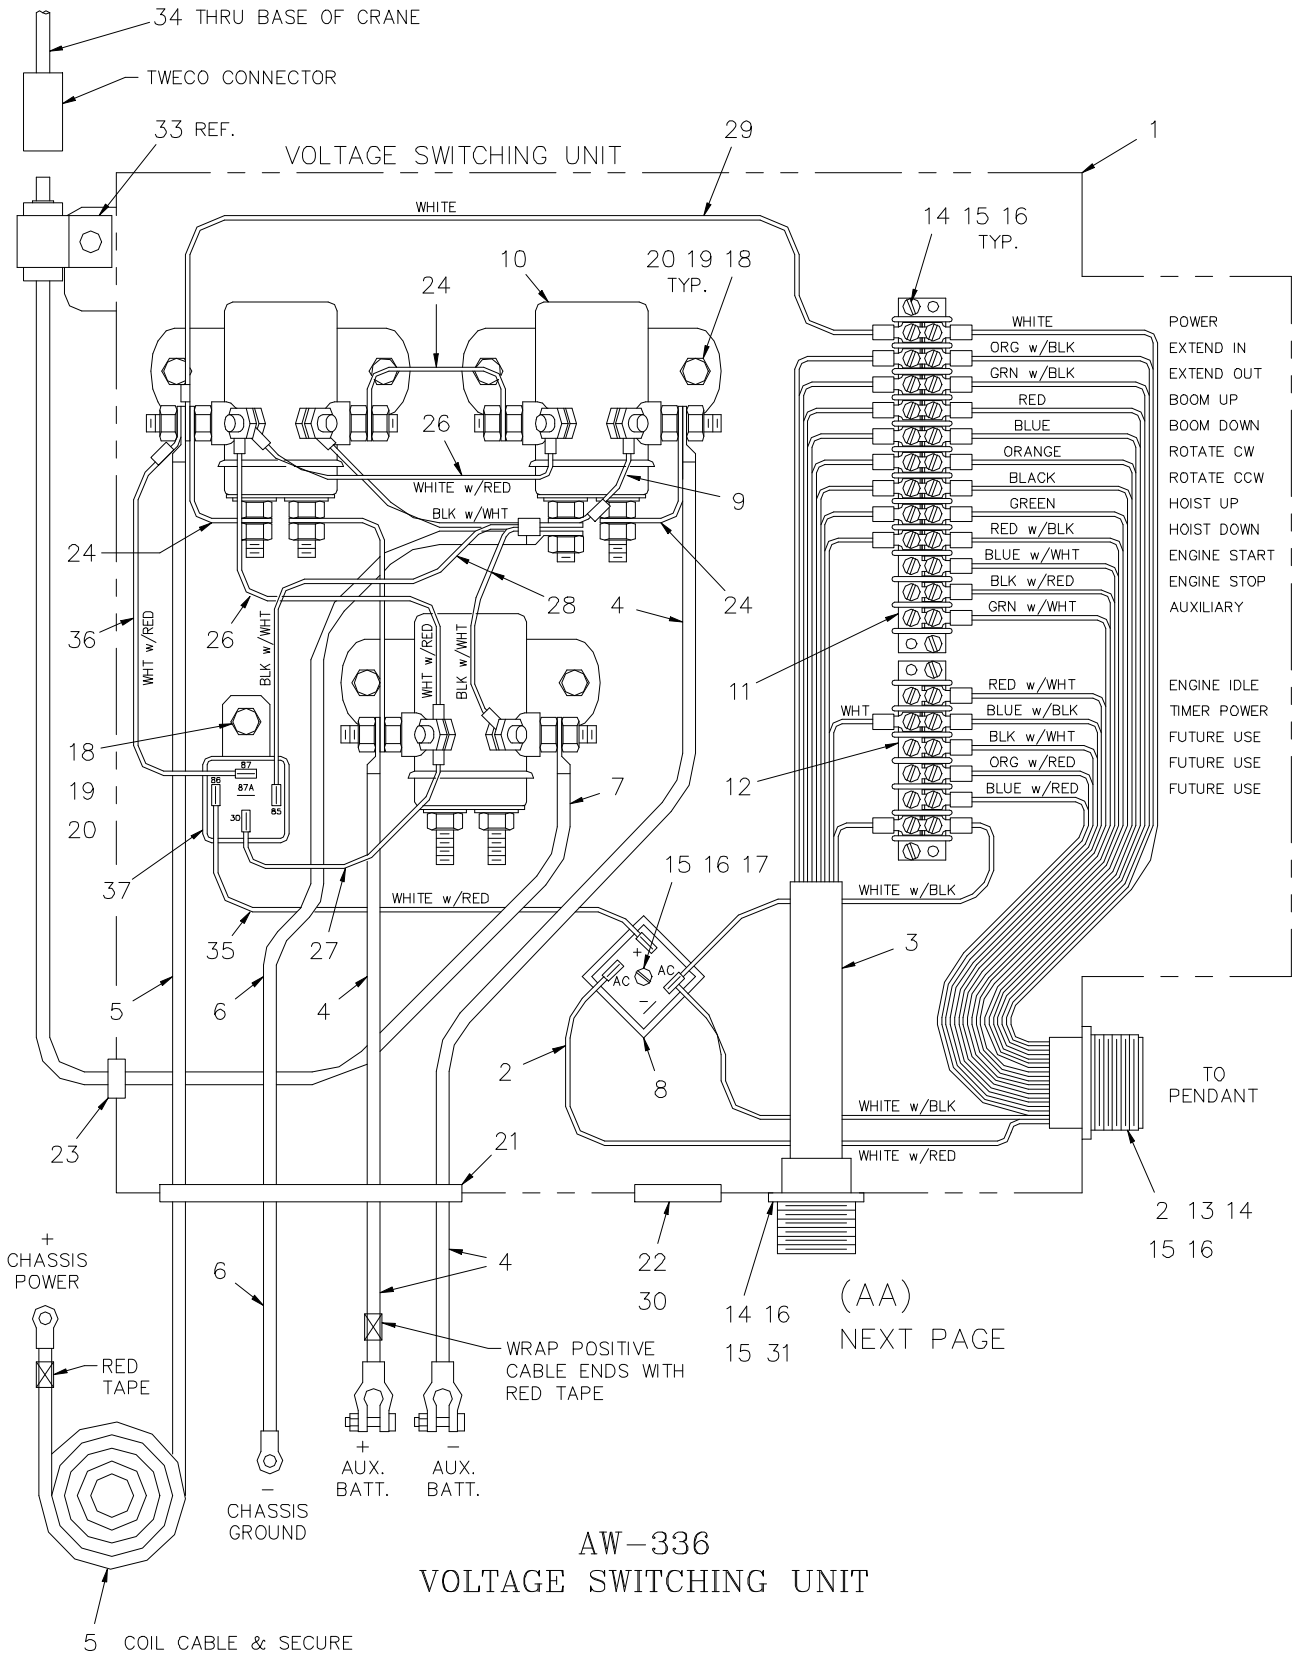 34 THRU BASE OF CRANE
TWECO CONNECTOR
33 REF.
29
1
VOLTAGE SWITCHING UNIT
WHITE
14 15 16
TYP.
10
20 19 18
TYP.
24
24
26
WHITE w/RED
9
BLK w/WHT
24
26
28
4
24
36
WHT w/RED
BLK w/WHT
WHT w/RED
BLK w/WHT
WHITE POWER
ORG w/BLK EXTEND IN
GRN w/BLK EXTEND OUT
RED BOOM UP
BLUE BOOM DOWN
ORANGE ROTATE CW
BLACK ROTATE CCW
GREEN HOIST UP
RED w/BLK HOIST DOWN
BLUE w/WHT ENGINE START
BLK w/RED ENGINE STOP
GRN w/WHT AUXILIARY
11
RED w/WHT ENGINE IDLE
WHT BLUE w/BLK TIMER POWER
BLK w/WHT FUTURE USE
ORG w/RED FUTURE USE
BLUE w/RED FUTURE USE
12
18
19
20
87
86
87A
85
30
7
37
15 16 17
WHITE w/RED
WHITE w/BLK
35
27
3
+
AC
AC
−
5
6
4
2
8
TO
PENDANT
WHITE w/BLK
WHITE w/RED
23
21
2 13 14
15 16
+
CHASSIS
POWER
6
4
22
30
14 16
15 31
(AA)
NEXT PAGE
RED
TAPE
WRAP POSITIVE
CABLE ENDS WITH
RED TAPE
+
AUX.
BATT.
−
AUX.
BATT.
−
CHASSIS
GROUND
AW-336
VOLTAGE SWITCHING UNIT
5 COIL CABLE & SECURE